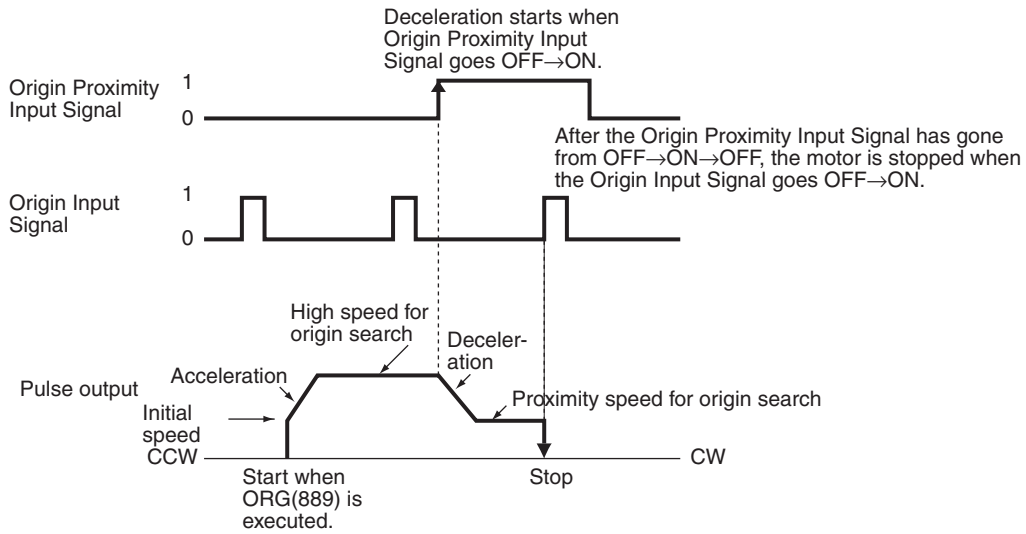 Deceleration starts when
Origin Proximity Input
Signal goes OFF→ON.
Origin Proximity
Input Signal
1
0
After the Origin Proximity Input Signal has gone
from OFF→ON→OFF, the motor is stopped when
the Origin Input Signal goes OFF→ON.
Origin Input
Signal
1
0
High speed for
origin search
Deceler-
ation
Acceleration
Pulse output
Proximity speed for origin search
Initial
speed
CCW
CW
Start when
ORG(889) is
executed.
Stop